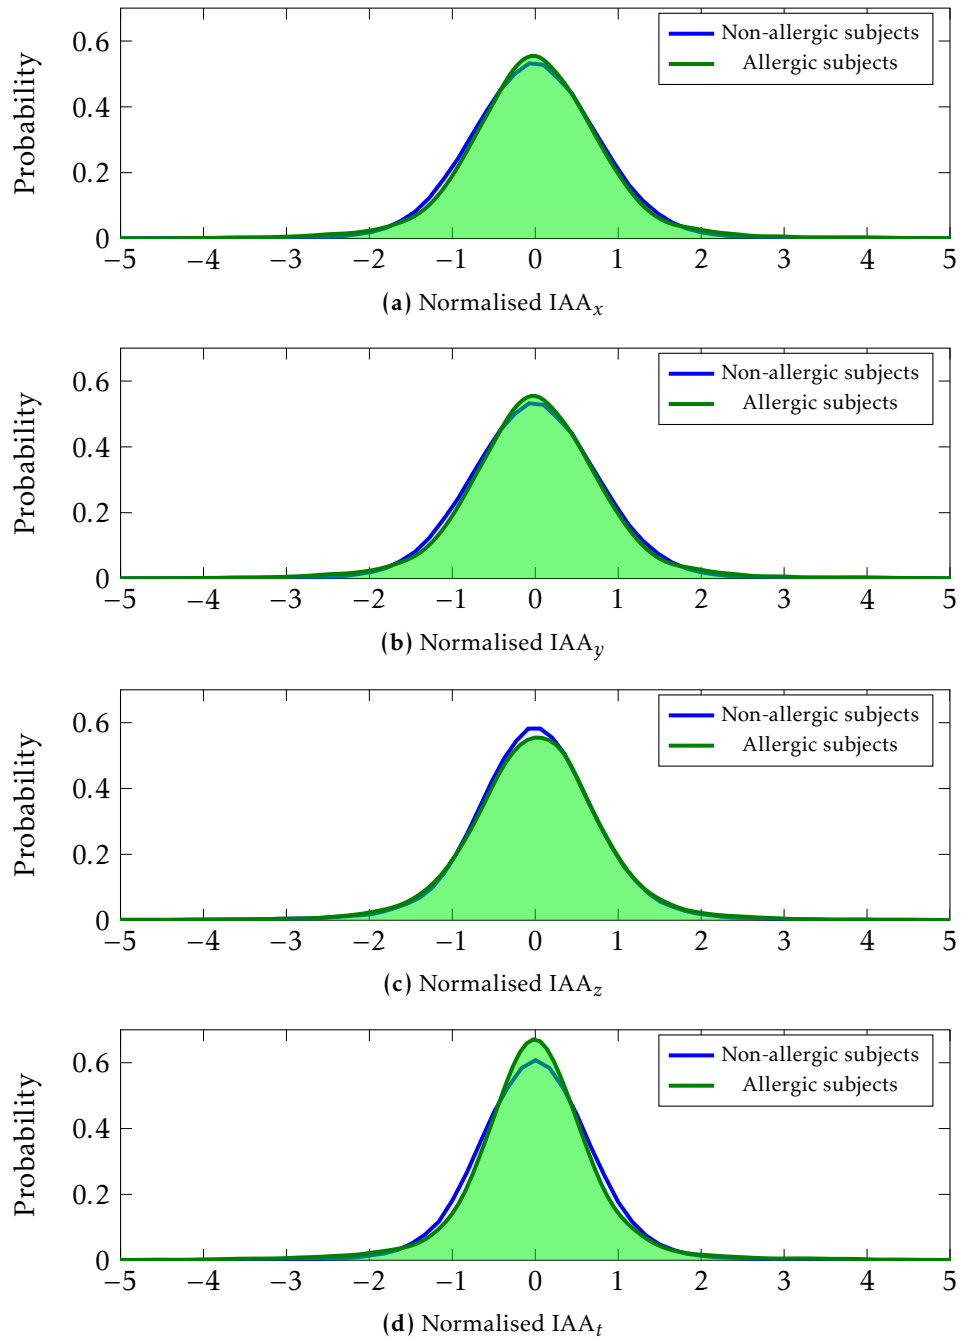 Probability
0.6
0.4
0.2
0
Non-allergic subjects
Allergic subjects
−5 −4 −3 −2 −1 0 1 2 3 4 5
(a) Normalised IAAx
Probability
0.6
0.4
0.2
0
Non-allergic subjects
Allergic subjects
−5 −4 −3 −2 −1 0 1 2 3 4 5
(b) Normalised IAAy
Probability
0.6
0.4
0.2
0
Non-allergic subjects
Allergic subjects
−5 −4 −3 −2 −1 0 1 2 3 4 5
(c) Normalised IAAz
Probability
0.6
0.4
0.2
0
Non-allergic subjects
Allergic subjects
−5 −4 −3 −2 −1 0 1 2 3 4 5
(d) Normalised IAAt